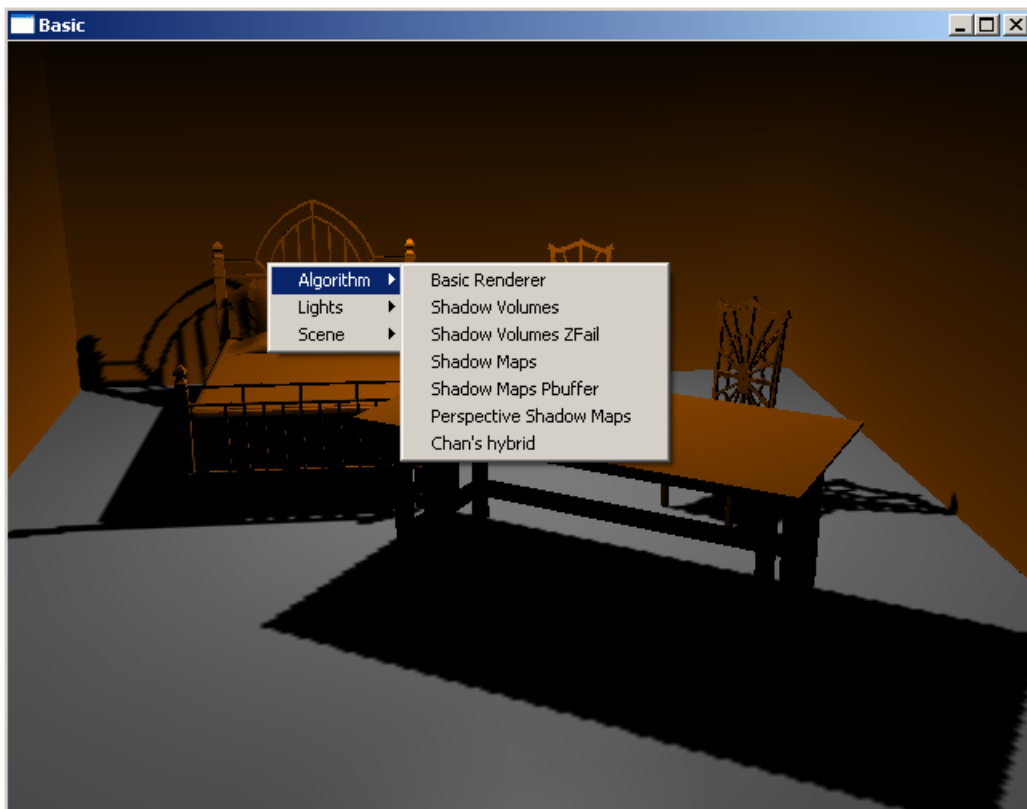 Basic
Algorithm
Lights
Scene
Basic Renderer
Shadow Volumes
Shadow Volumes ZFail
Shadow Maps
Shadow Maps Pbuffer
Perspective Shadow Maps
Chan's hybrid